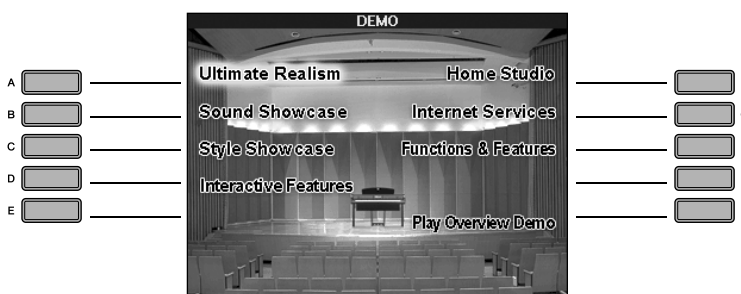 DEMO
A
Ultimate Realism
Home Studio
B
Sound Showcase
Internet Services
C
Style Showcase
Functions & Features
D
Interactive Features
E
Play Overview Demo